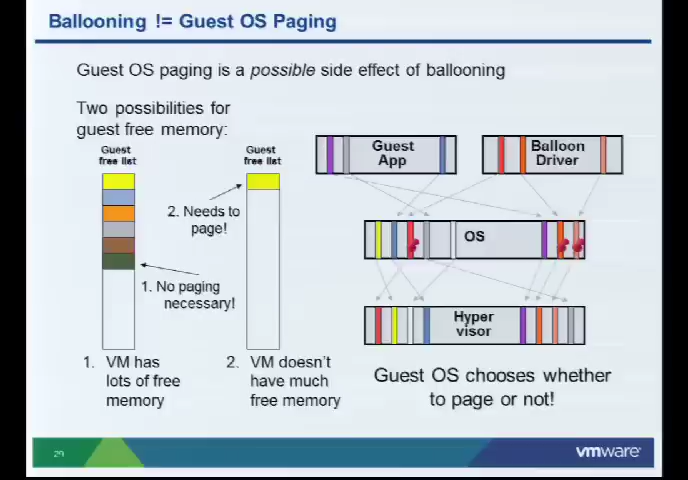 Ballooning != Guest OS Paging
Guest OS paging is a possible side effect of ballooning
Two possibilities for
guest free memory:
Guest
free list
Guest
free list
2. Needs to
page!
1. No paging
necessary!
1. VM has
lots of free
memory
2. VM doesn't
have much
free memory
Guest
App
Balloon
Driver
OS
Hyper
visor
Guest OS chooses whether
to page or not!
29
vmware